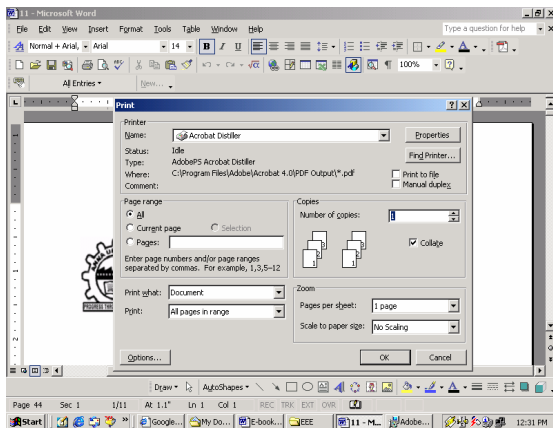 11 - Microsoft Word
File Edit View Insert Format Tools Table Window Help
Type a question for help
Normal + Arial, Arial 14 B I U
100%
All Entries New...
Print
Printer
Name: Acrobat Distiller Properties
Status: Idle
Type: AdobePS Acrobat Distiller
Find Printer...
Where: C:\Program Files\Adobe\Acrobat 4.0\PDF Output\*.pdf
Print to file
Comment:
Manual duplex
Page range
All
Current page Selection
Pages:
Enter page numbers and/or page ranges
separated by commas. For example, 1,3,5–12
Copies
Number of copies: 1
Collate
Print what: Document
Print: All pages in range
Zoom
Pages per sheet: 1 page
Scale to paper size: No Scaling
Options... OK Cancel
Draw AutoShapes
Page 44 Sec 1 1/11 At 1.1" Ln 1 Col 1 REC TRK EXT OVR
Start Google... My Do... E-book... EEE 11 - M... Adobe... 12:31 PM